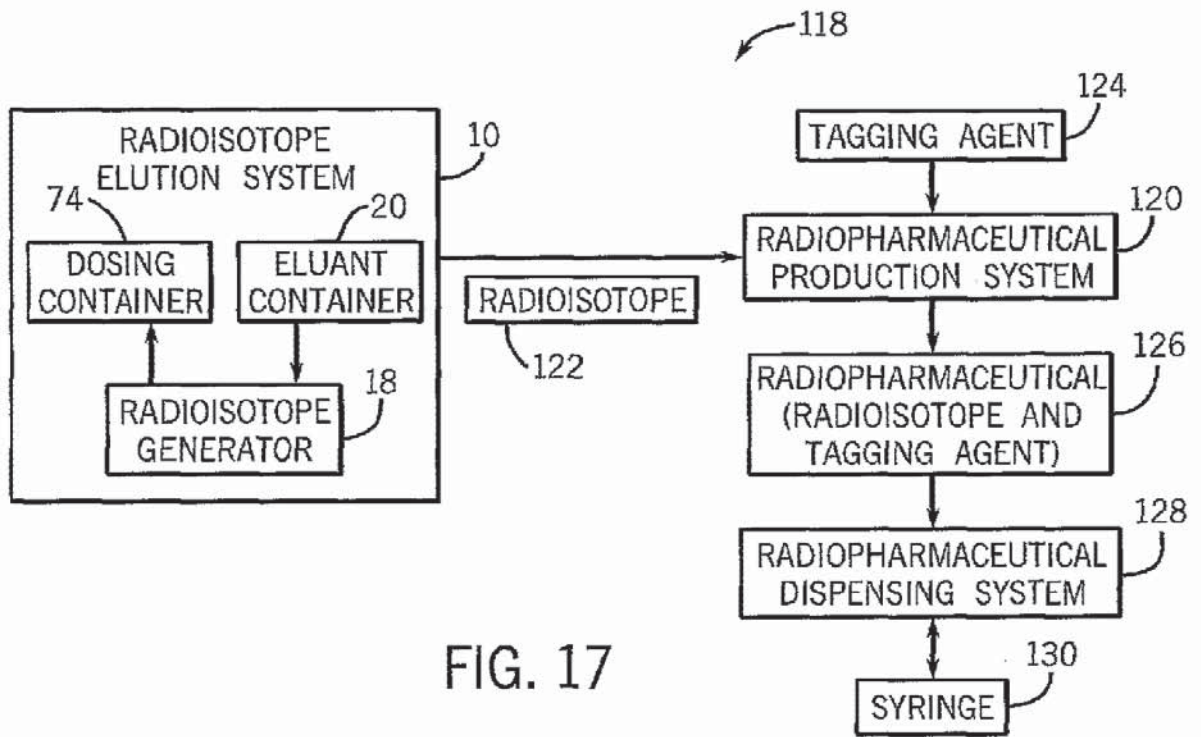 118
RADIOISOTOPE
ELUTION SYSTEM
10
74
20
DOSING
CONTAINER
ELUANT
CONTAINER
RADIOISOTOPE
GENERATOR
18
RADIOISOTOPE
122
124
TAGGING AGENT
120
RADIOPHARMACEUTICAL
PRODUCTION SYSTEM
126
RADIOPHARMACEUTICAL
(RADIOISOTOPE AND
TAGGING AGENT)
128
RADIOPHARMACEUTICAL
DISPENSING SYSTEM
130
SYRINGE
FIG. 17